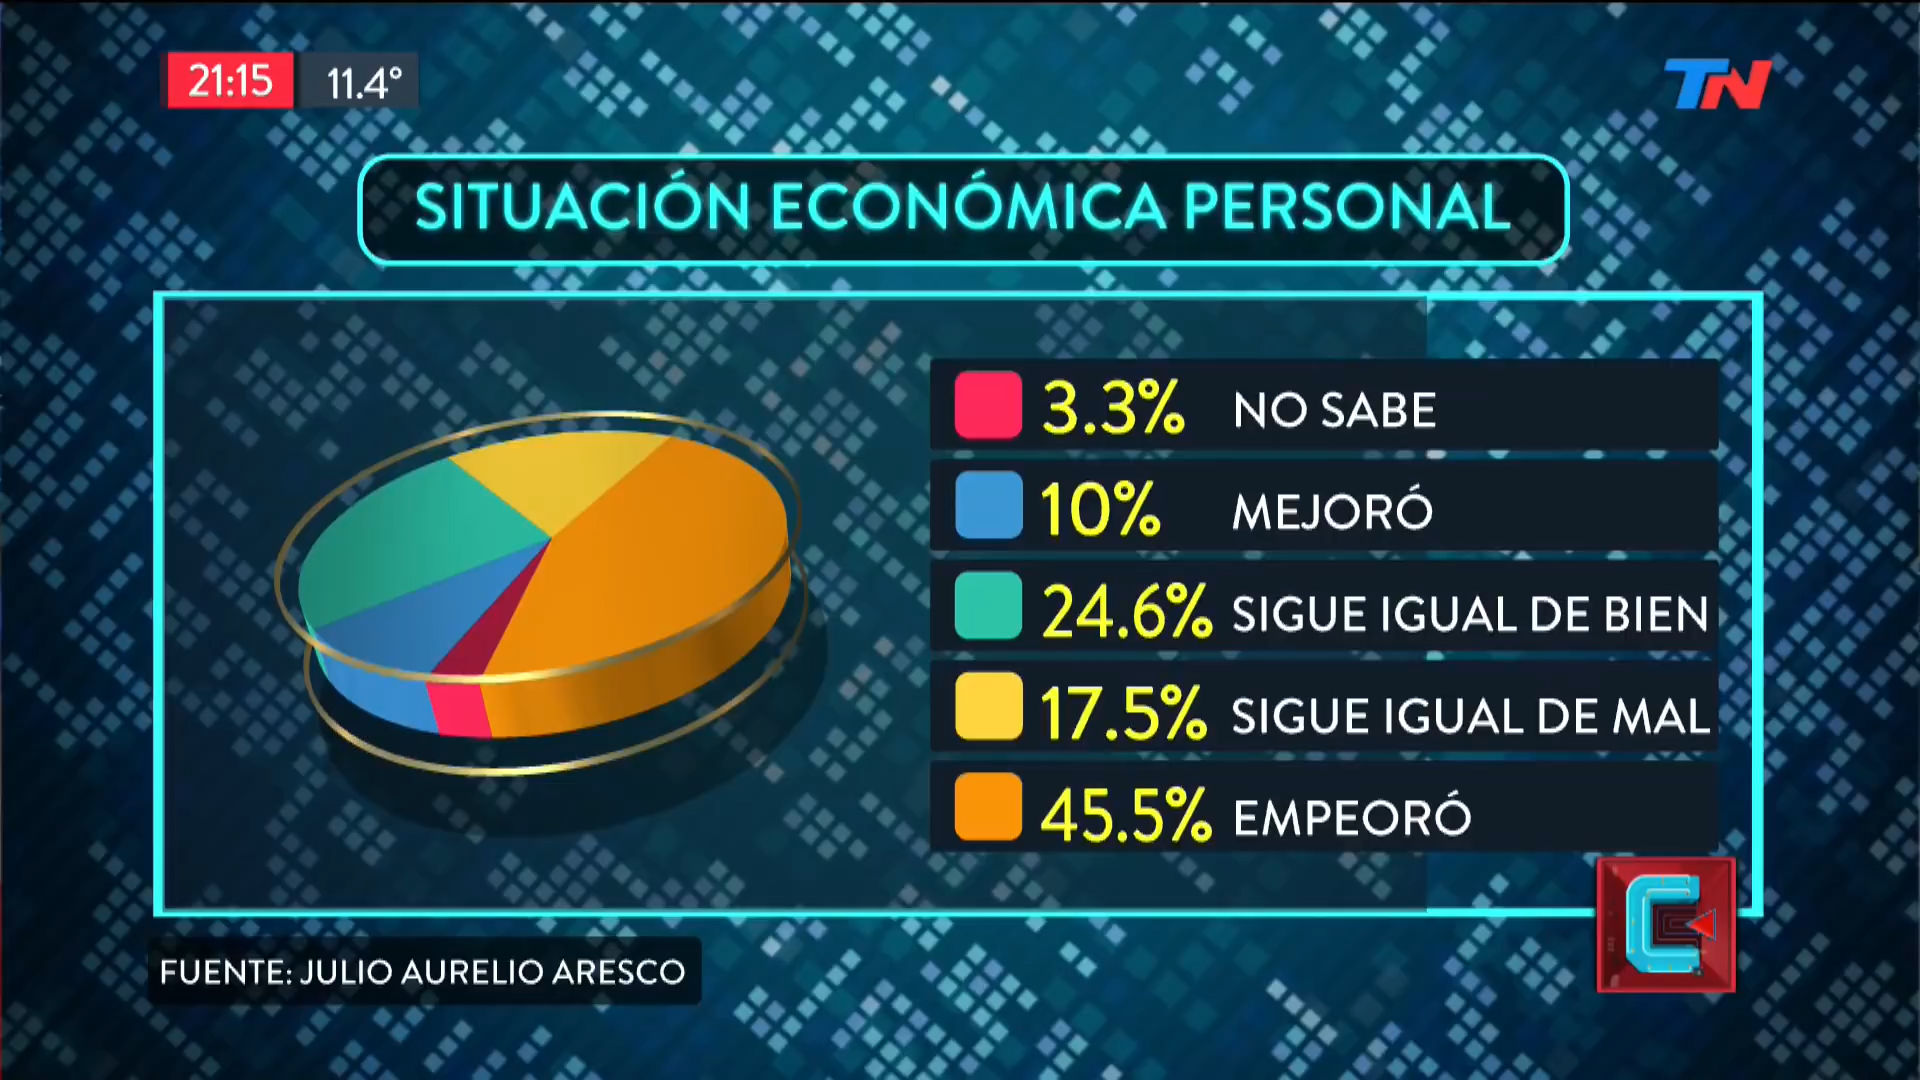 21:15 11.4°
TN
SITUACIÓN ECONÓMICA PERSONAL
3.3% NO SABE
10% MEJORÓ
24.6% SIGUE IGUAL DE BIEN
17.5% SIGUE IGUAL DE MAL
45.5% EMPEORÓ
C
FUENTE: JULIO AURELIO ARESCO